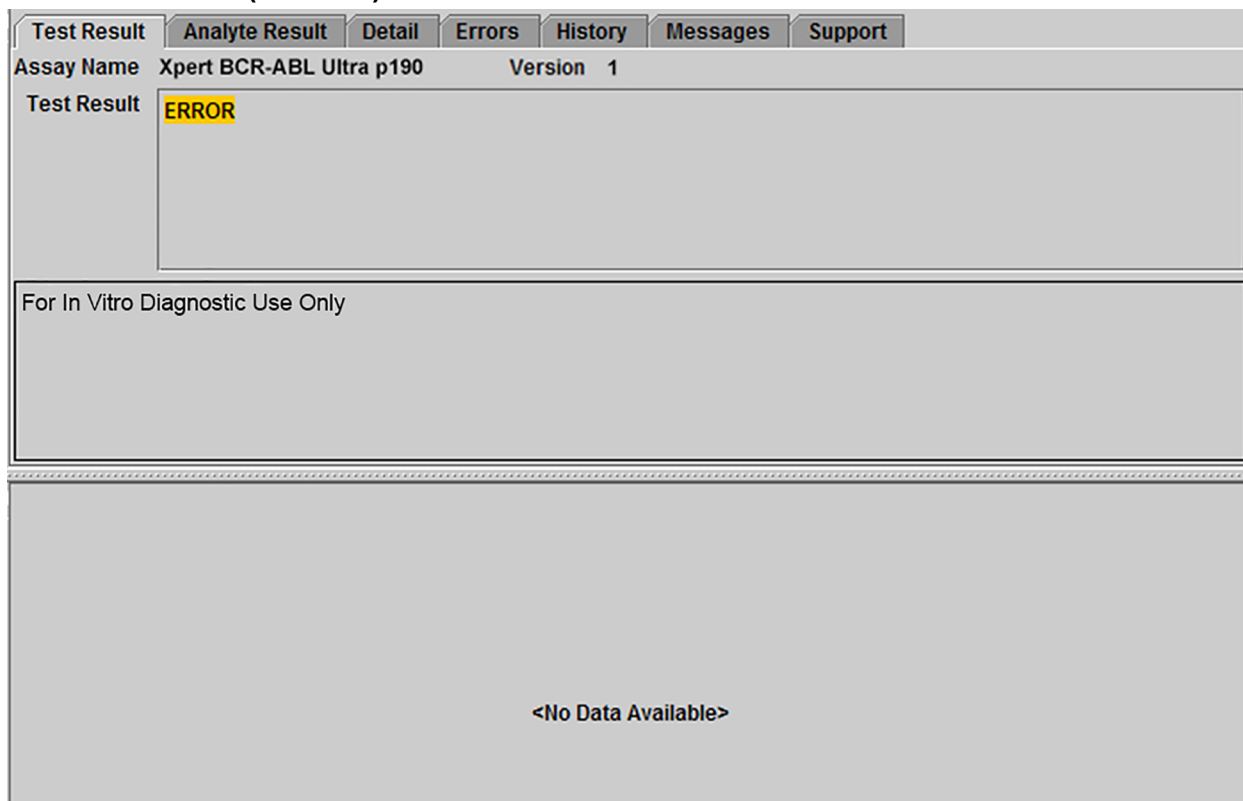 Test Result Analyte Result Detail Errors History Messages Support
Assay Name Xpert BCR-ABL Ultra p190 Version 1
Test Result ERROR
For In Vitro Diagnostic Use Only
<No Data Available>